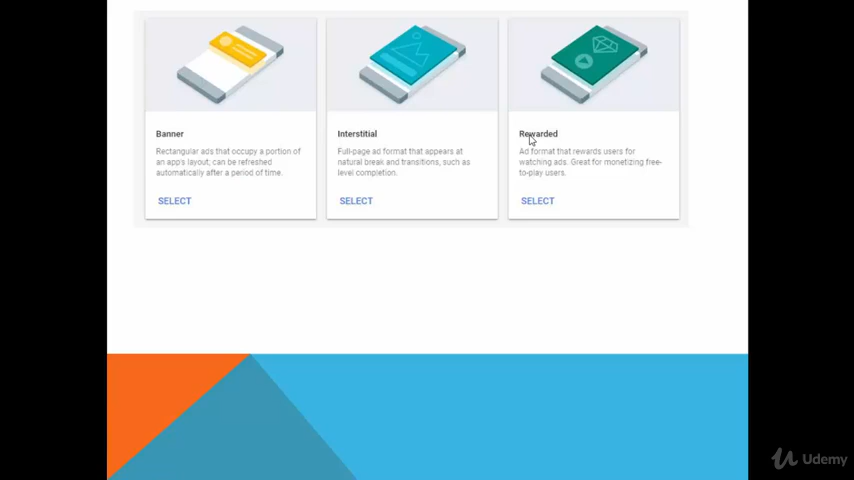 Banner
Rectangular ads that occupy a portion of
an app's layout; can be refreshed
automatically after a period of time.
SELECT
Interstitial
Full-page ad format that appears at
natural break and transitions, such as
level completion.
SELECT
Rewarded
Ad format that rewards users for
watching ads. Great for monetizing free-
to-play users.
SELECT
Udemy